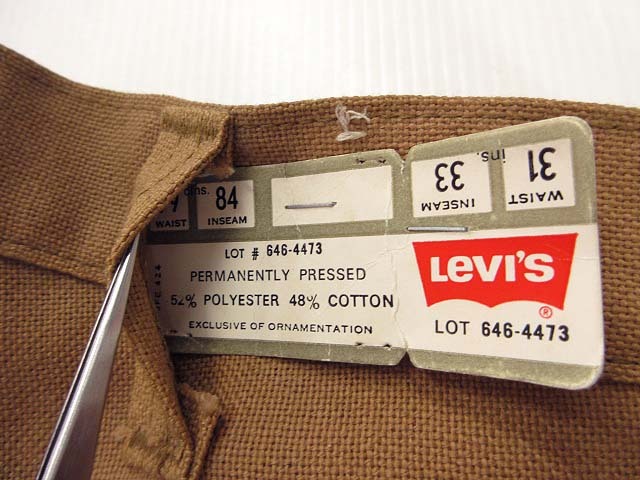 cms.
84
WAIST
INSEAM
LOT # 646-4473
PERMANENTLY PRESSED
52% POLYESTER 48% COTTON
EXCLUSIVE OF ORNAMENTATION
WAIST
31
ins.
INSEAM
33
LEVI'S
®
LOT 646-4473